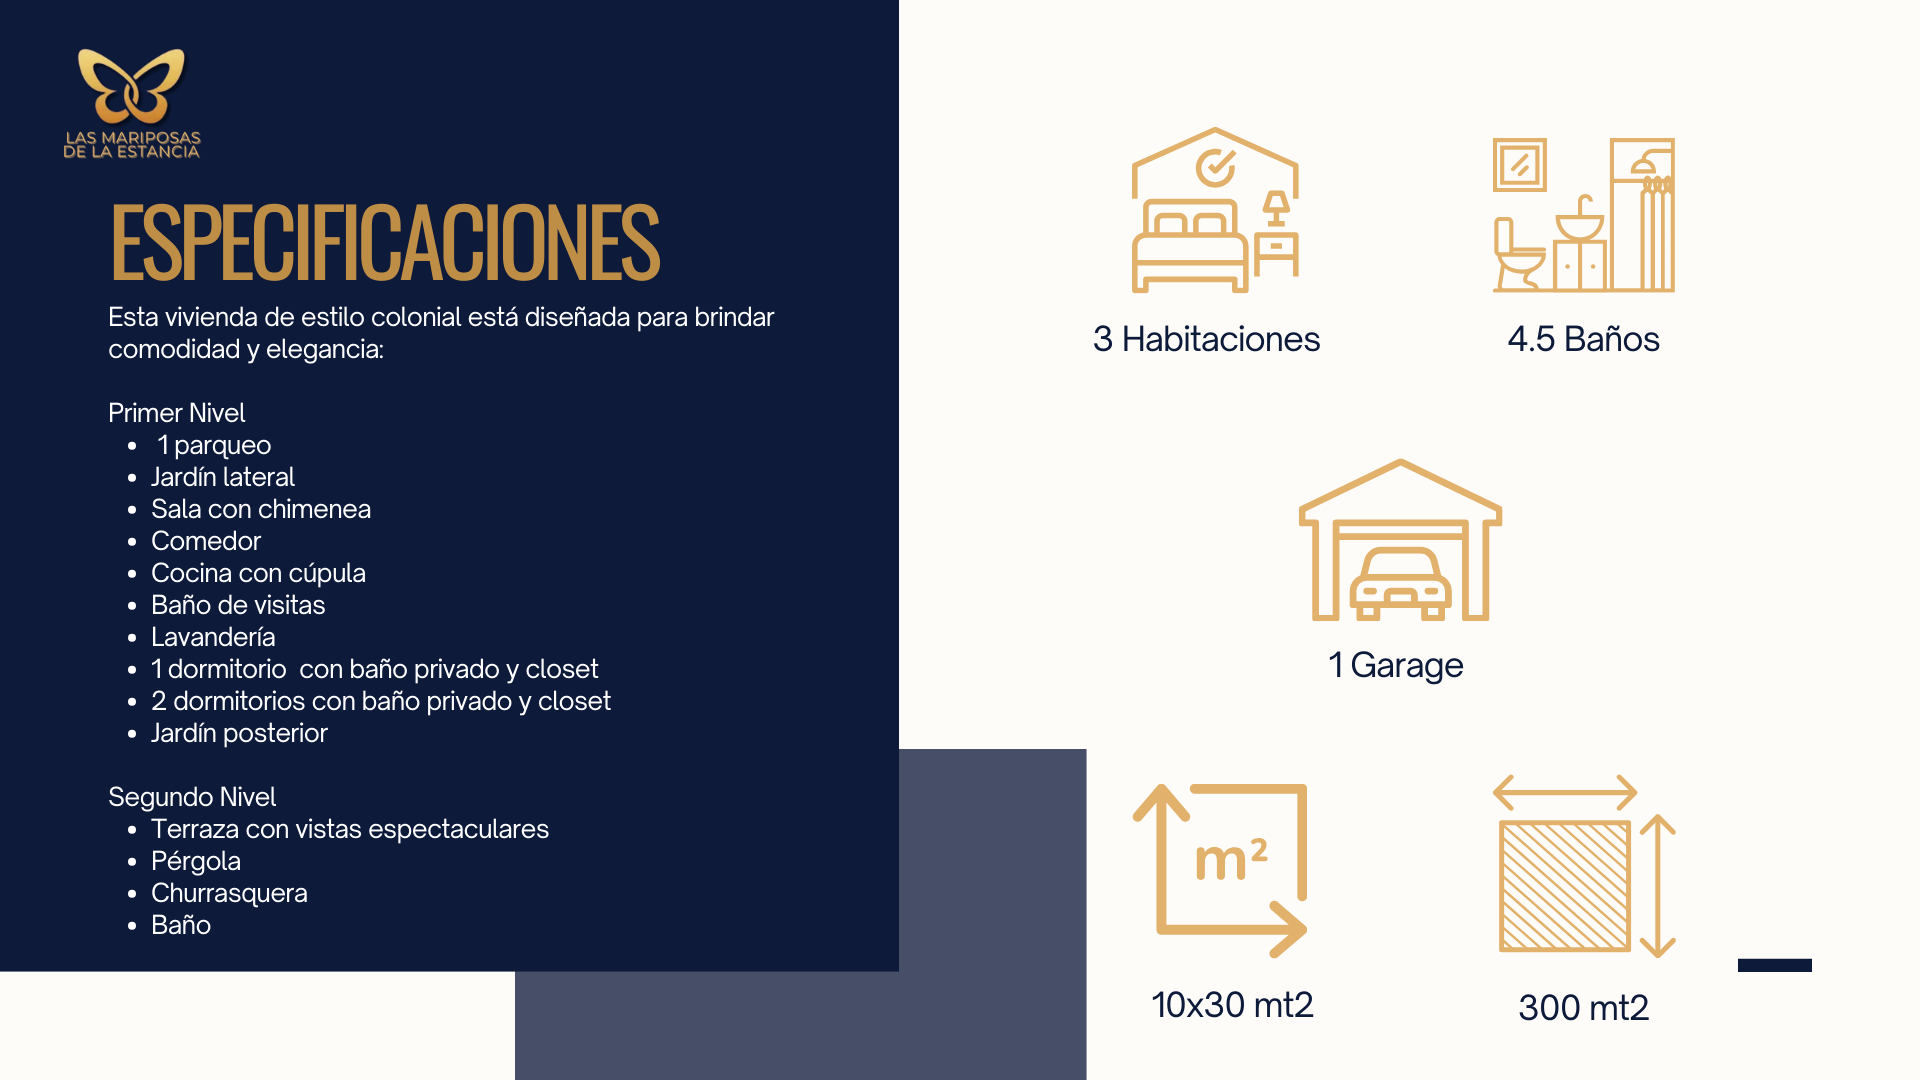 LAS MARIPOSAS
DE LA ESTANCIA
ESPECIFICACIONES
Esta vivienda de estilo colonial está diseñada para brindar
comodidad y elegancia:
Primer Nivel
• 1 parqueo
• Jardín lateral
• Sala con chimenea
• Comedor
• Cocina con cúpula
• Baño de visitas
• Lavandería
• 1 dormitorio  con baño privado y closet
• 2 dormitorios con baño privado y closet
• Jardín posterior
Segundo Nivel
• Terraza con vistas espectaculares
• Pérgola
• Churrasquera
• Baño
3 Habitaciones
4.5 Baños
1 Garage
m²
10x30 mt2
300 mt2